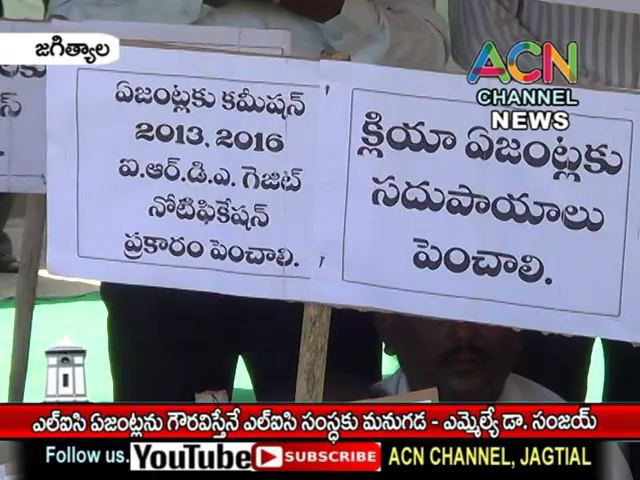 జగిత్యాల
ACN
CHANNEL
NEWS
ఏజంట్లకు కమీషన్
2013, 2016
ఐ.ఆర్.డి.ఎ. గెజిట్
నోటిఫికేషన్
ప్రకారం పెంచాలి.
క్లియా ఏజంట్లకు
సదుపాయాలు
పెంచాలి.
ఎల్ఐసి ఏజంట్లను గౌరవిస్తేనే ఎల్ఐసి సంస్థకు మనుగడ - ఎమ్మెల్యే డా. సంజయ్
Follow us. YouTube SUBSCRIBE ACN CHANNEL, JAGTIAL